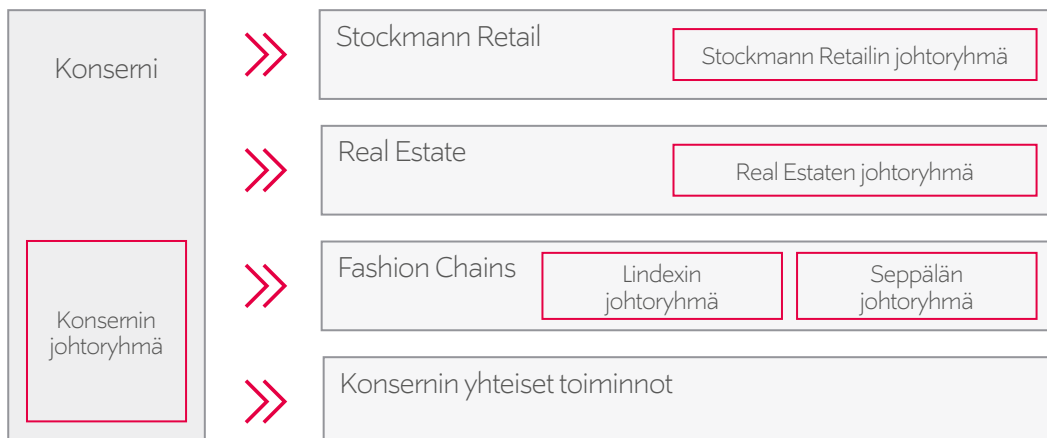 Konserni
Konsernin
johtoryhmä
Stockmann Retail
Stockmann Retailin johtoryhmä
Real Estate
Real Estaten johtoryhmä
Fashion Chains
Lindexin
johtoryhmä
Seppälän
johtoryhmä
Konsernin yhteiset toiminnot